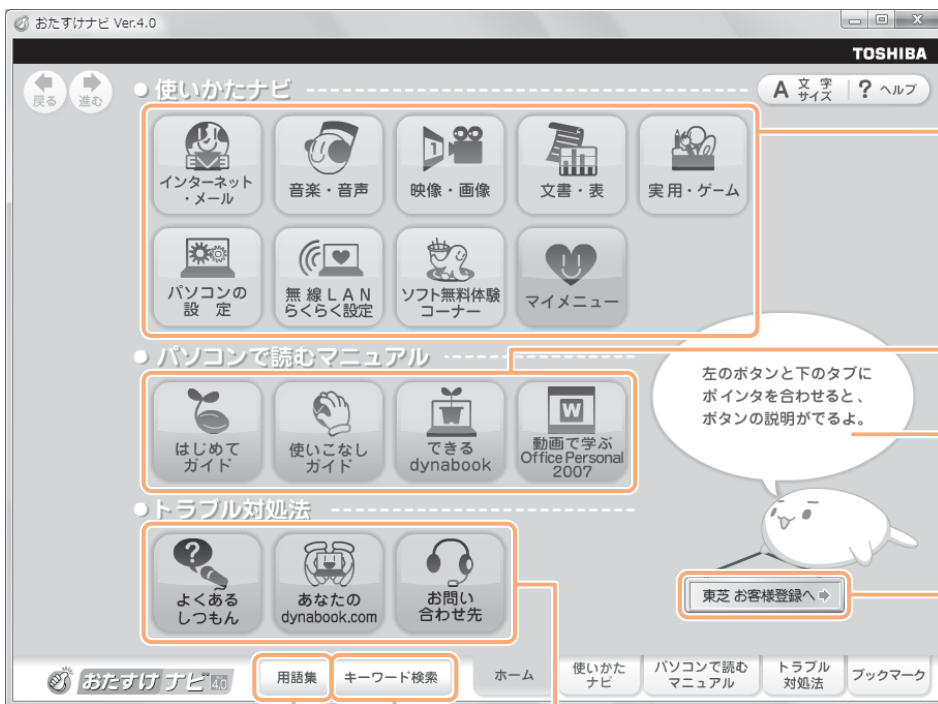 おたすけナビ Ver.4.0
TOSHIBA
戻る
進む
● 使いかたナビ
A 文字
サイズ
? ヘルプ
インターネット
・メール
音楽・音声
1
映像・画像
文書・表
実用・ゲーム
パソコンの
設 定
無 線 L A N
らくらく設定
ソフト無料体験
コーナー
マイメニュー
● パソコンで読むマニュアル
はじめて
ガイド
使いこなし
ガイド
できる
dynabook
W
動画で学ぶ
Office Personal
2007
左のボタンと下のタブに
ポインタを合わせると、
ボタンの説明がでるよ。
● トラブル対処法
?
よくある
しつもん
あなたの
dynabook.com
お問い
合わせ先
東芝 お客様登録へ
おたすけ ナビ 4.0
用語集
キーワード検索
ホーム
使いかた
ナビ
パソコンで読む
マニュアル
トラブル
対処法
ブックマーク